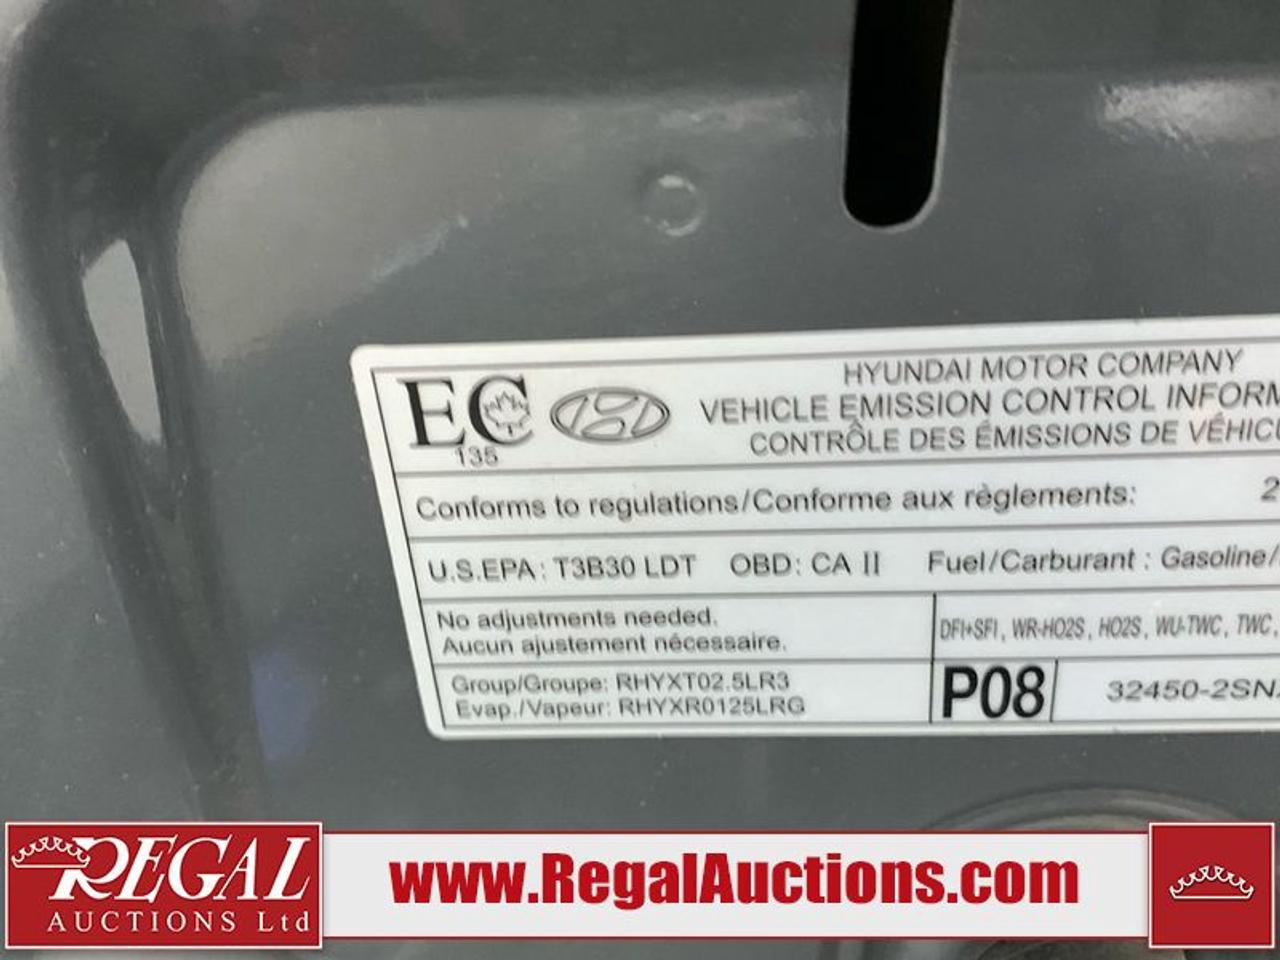 EC
135
HYUNDAI MOTOR COMPANY
VEHICLE EMISSION CONTROL INFORM
CONTRÔLE DES ÉMISSIONS DE VÉHICU
Conforms to regulations/Conforme aux règlements: 2
U.S.EPA: T3B30 LDT OBD: CA II Fuel/Carburant : Gasoline/
No adjustments needed.
Aucun ajustement nécessaire.
DFI+SFI, WR-HO2S, HO2S, WU-TWC, TWC,
Group/Groupe: RHYXT02.5LR3
Evap./Vapeur: RHYXR0125LRG
P08
32450-2SN
REGAL
AUCTIONS Ltd
www.RegalAuctions.com